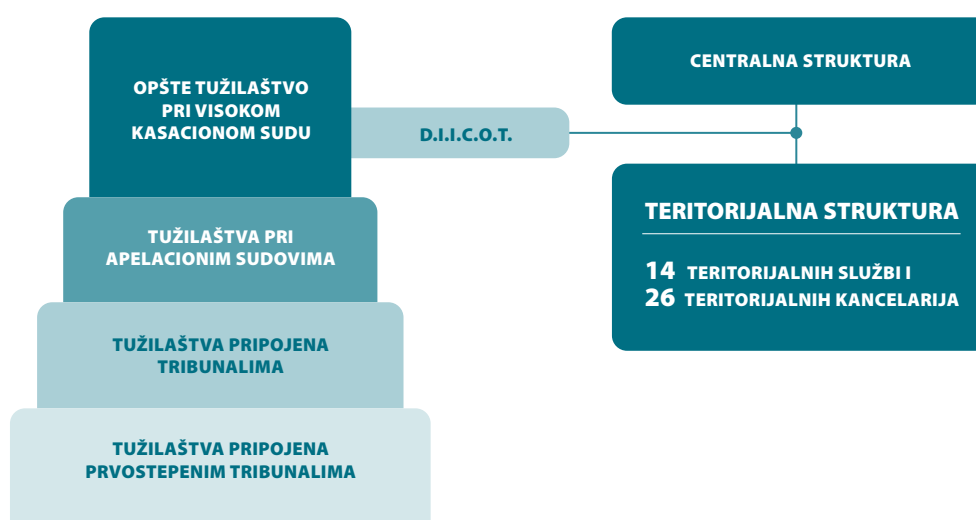 OPŠTE TUŽILAŠTVO
PRI VISOKOM
KASACIONOM SUDU
D.I.I.C.O.T.
CENTRALNA STRUKTURA
TERITORIJALNA STRUKTURA
14 TERITORIJALNIH SLUŽBI I
26 TERITORIJALNIH KANCELARIJA
TUŽILAŠTVA PRI
APELACIONIM SUDOVIMA
TUŽILAŠTVA PRIPOJENA
TRIBUNALIMA
TUŽILAŠTVA PRIPOJENA
PRVOSTEPENIM TRIBUNALIMA